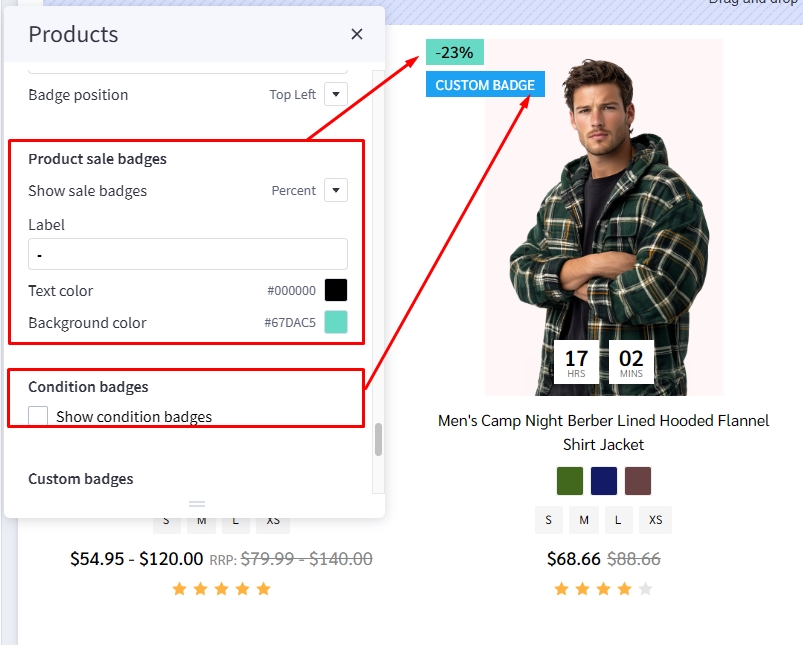 Drag and drop
Products
Badge position
Top Left
Product sale badges
Show sale badges
Percent
Label
-
Text color
#000000
Background color
#67DAC5
Condition badges
Show condition badges
Custom badges
-23%
CUSTOM BADGE
17
HRS
02
MINS
Men's Camp Night Berber Lined Hooded Flannel
Shirt Jacket
S M L XS
S M L XS
$54.95 - $120.00 RRP: $79.99 - $140.00
$68.66 $88.66